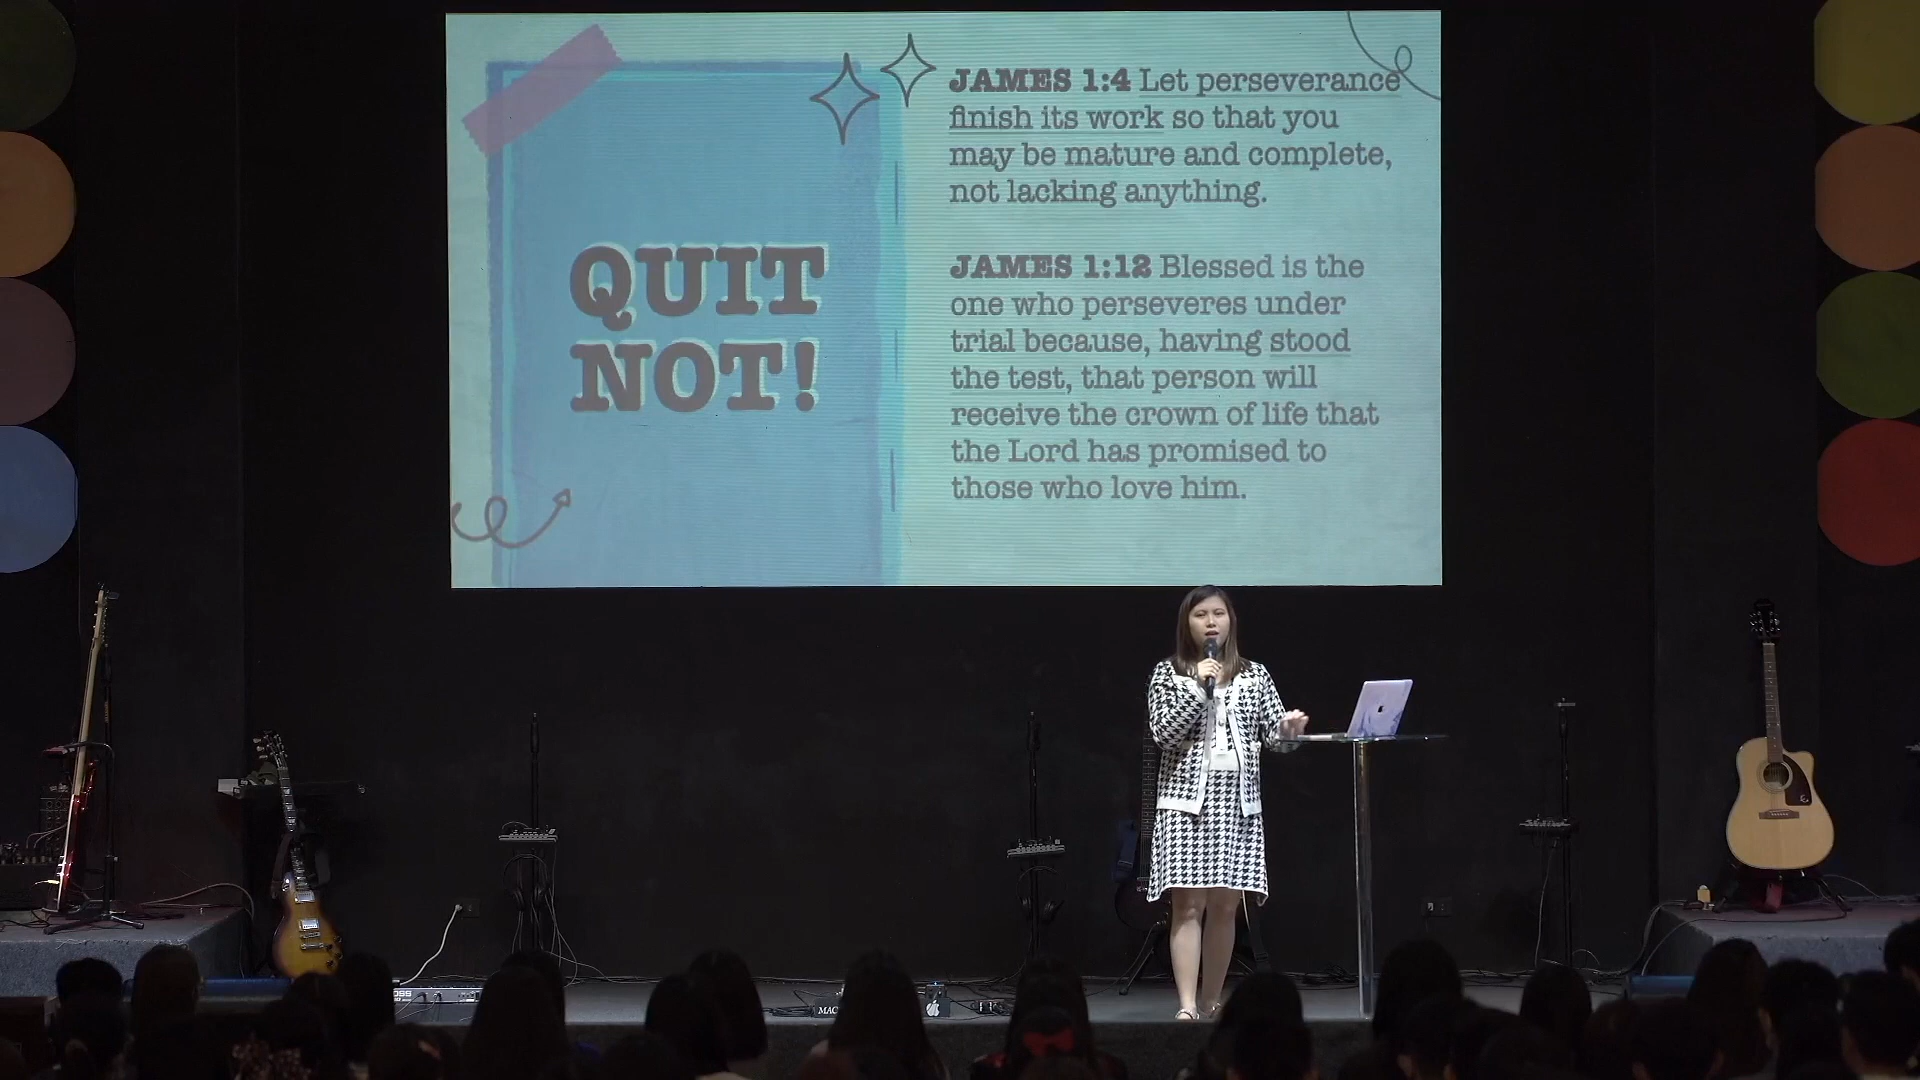 QUIT
NOT!
JAMES 1:4 Let perseverance
finish its work so that you
may be mature and complete,
not lacking anything.
JAMES 1:12 Blessed is the
one who perseveres under
trial because, having stood
the test, that person will
receive the crown of life that
the Lord has promised to
those who love him.
BOSS
MAC